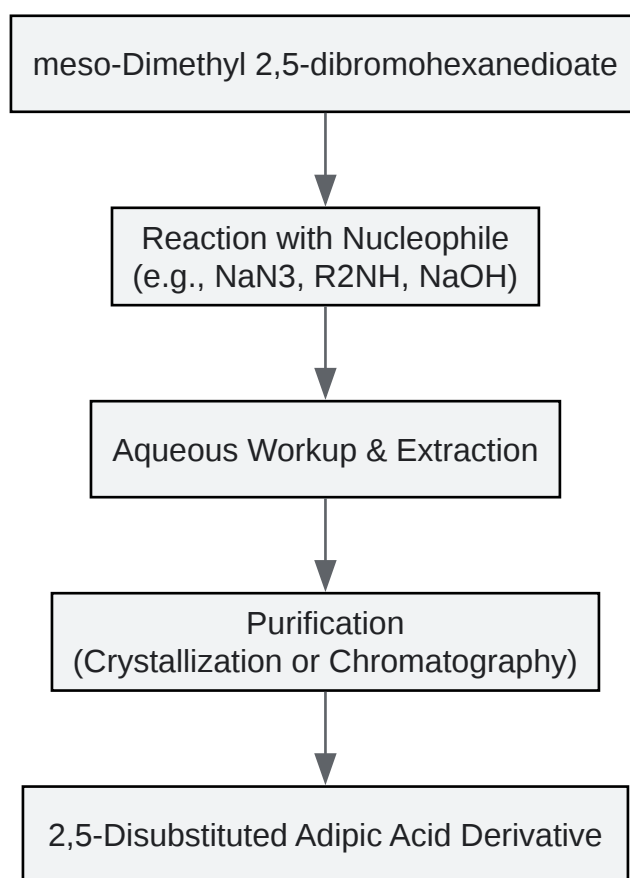 meso-Dimethyl 2,5-dibromohexanedioate
Reaction with Nucleophile
(e.g., NaN3, R2NH, NaOH)
Aqueous Workup & Extraction
Purification
(Crystallization or Chromatography)
2,5-Disubstituted Adipic Acid Derivative